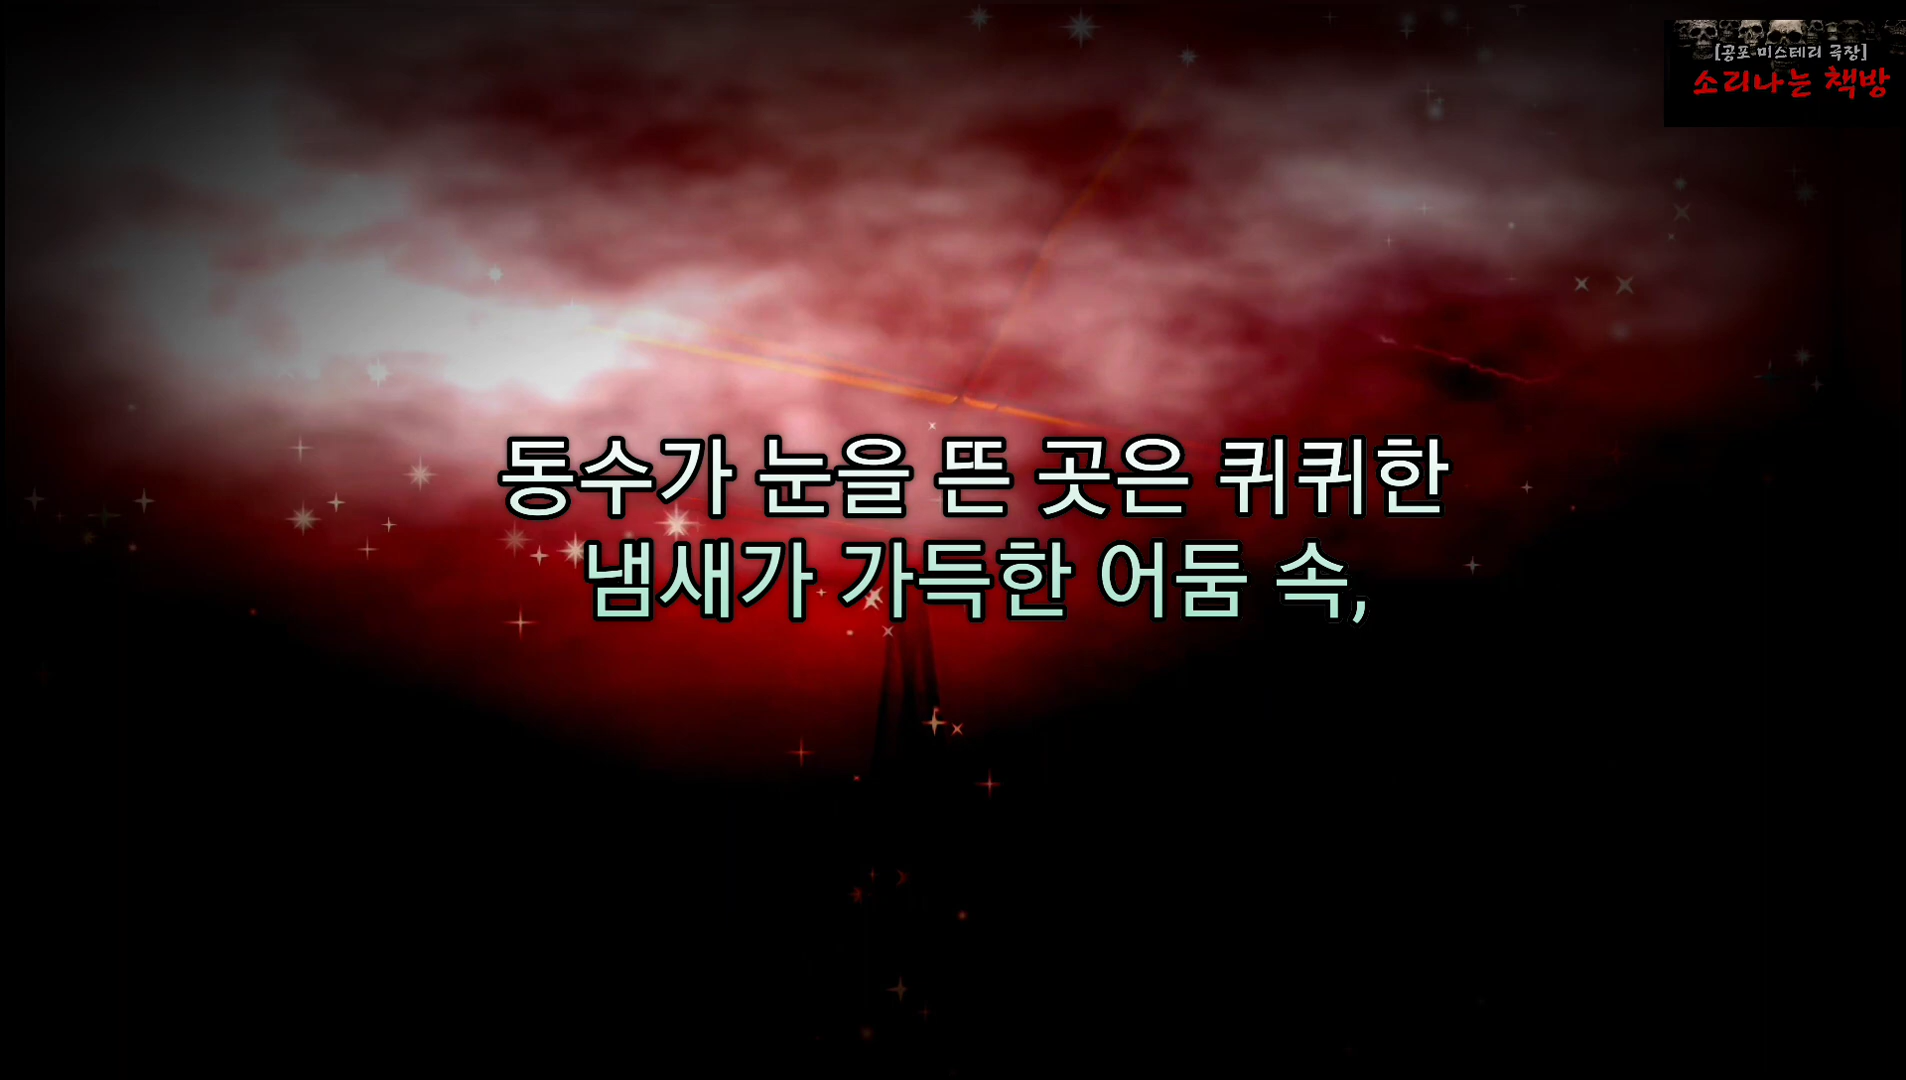 [공포 미스테리 극장]
소리나는 책방
동수가 눈을 뜬 곳은 퀴퀴한
냄새가 가득한 어둠 속,